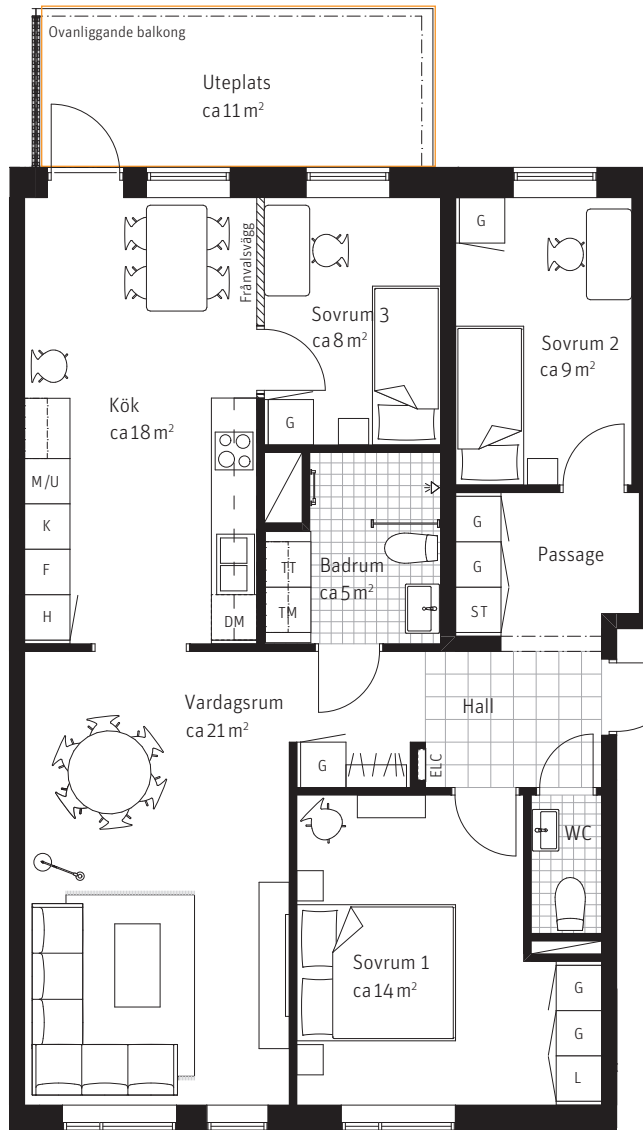 Ovanliggande balkong
Uteplats
ca 11 m²
G
Frånvalsvägg
Sovrum 3
ca 8 m²
Sovrum 2
ca 9 m²
Kök
ca 18 m²
G
M/U
K
F
H
DM
TT
TM
Badrum
ca 5 m²
G
G
ST
Passage
Vardagsrum
ca 21 m²
Hall
G
ELC
WC
Sovrum 1
ca 14 m²
G
G
L